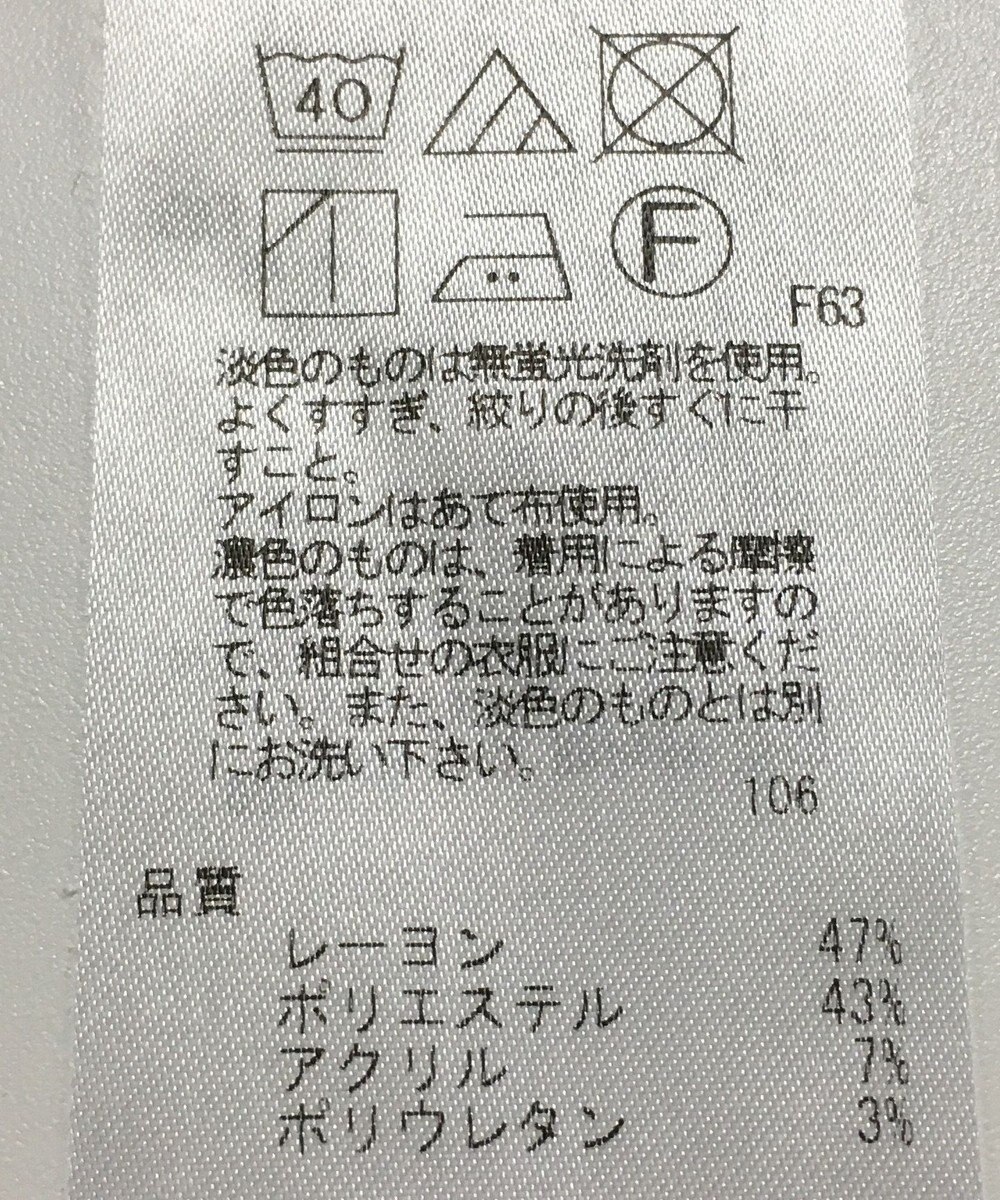 40
F
F63
淡色のものは無蛍光洗剤を使用。
よくすすぎ、絞りの後すぐに干
すこと。
アイロンはあて布使用。
濃色のものは、着用による摩擦
で色落ちすることがありますの
で、組合せの衣服にご注意くだ
さい。また、淡色のものとは別
にお洗い下さい。
106
品質
レーヨン 47%
ポリエステル 43%
アクリル 7%
ポリウレタン 3%